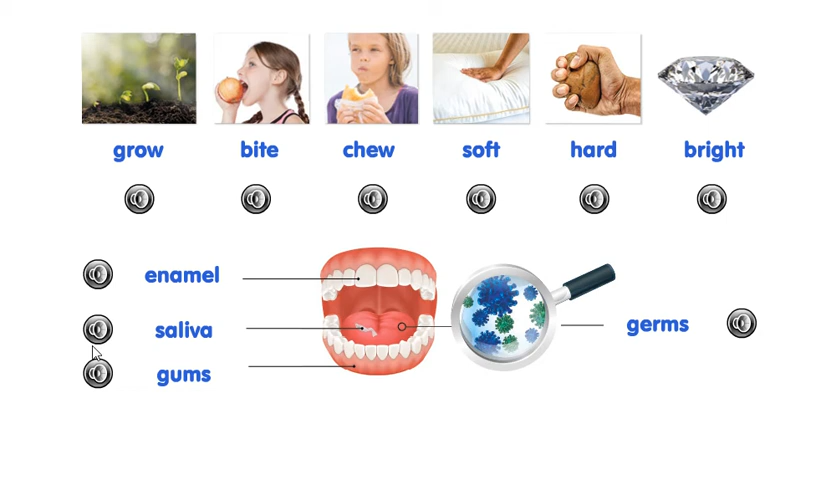 grow bite chew soft hard bright
enamel
saliva
germs
gums